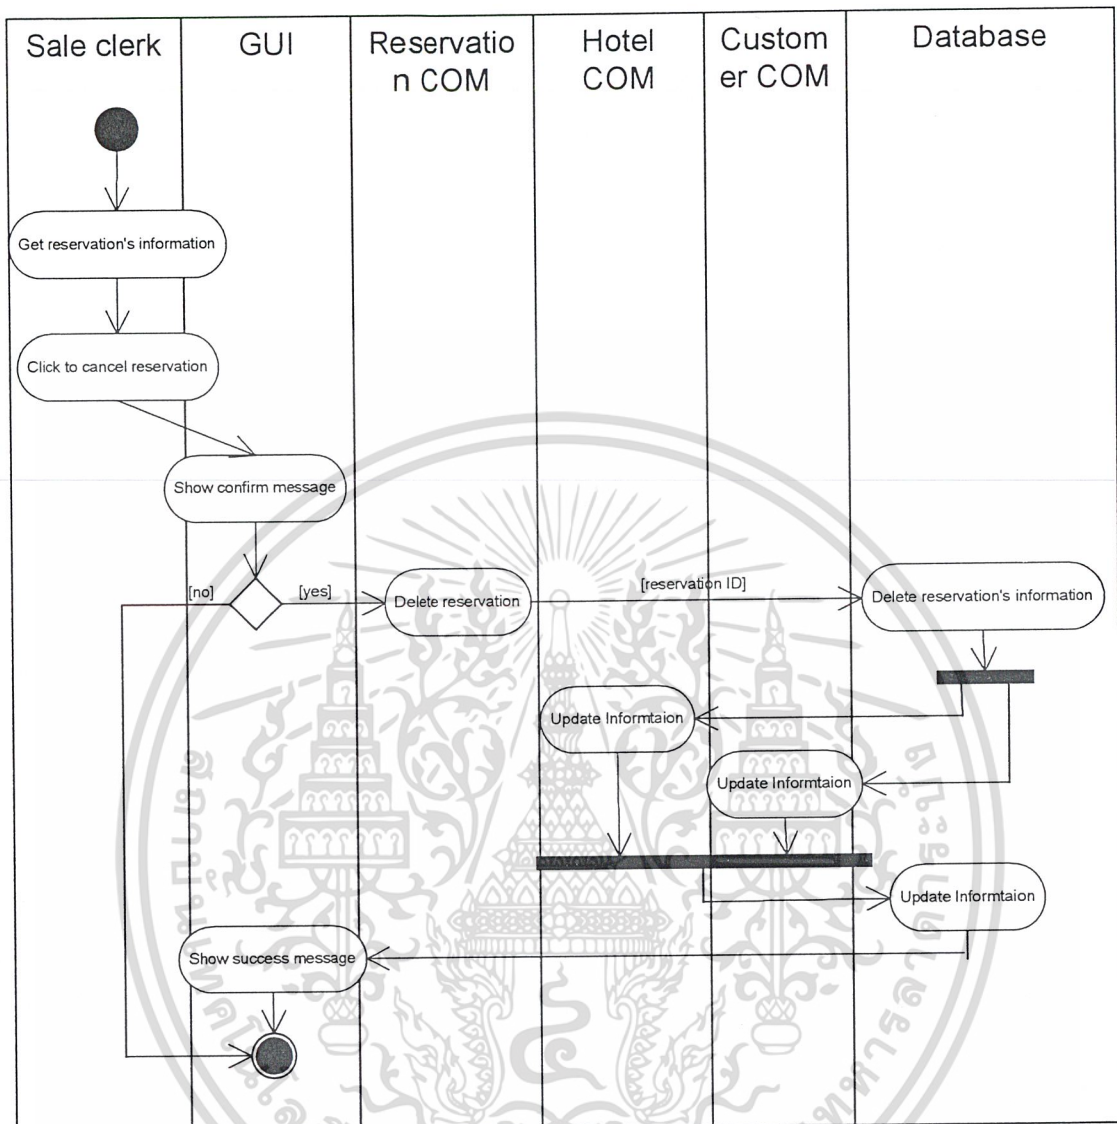 Sale clerk
GUI
Reservatio
n COM
Hotel
COM
Custom
er COM
Database
Get reservation's information
Click to cancel reservation
Show confirm message
[no]
[yes]
Delete reservation
[reservation ID]
Delete reservation's information
Update Informtaion
Update Informtaion
Update Informtaion
Show success message